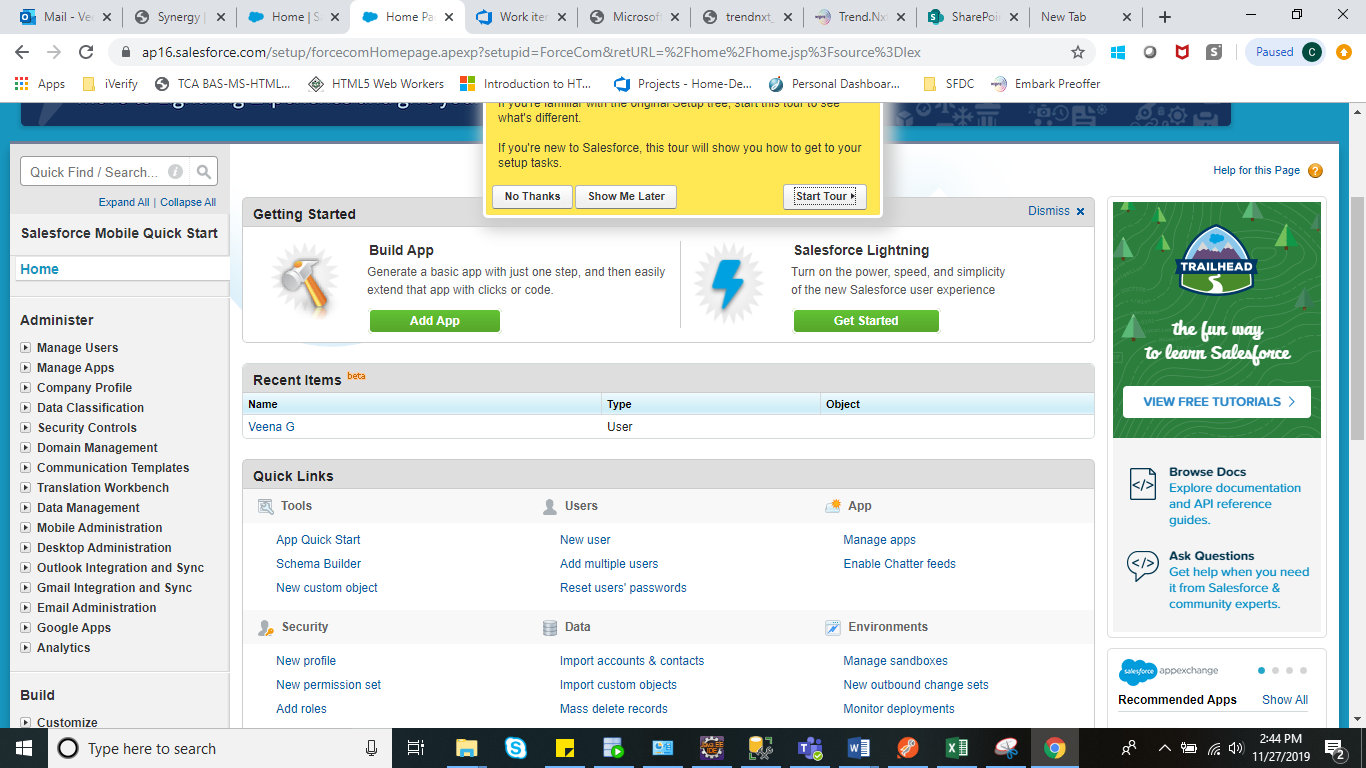 Mail - Vee
Synergy |
Home | S
Home Pa
Work iter
Microsof
trendnxt_
Trend.Nx
SharePoi
New Tab
ap16.salesforce.com/setup/forcecomHomepage.apexp?setupid=ForceCom&retURL=%2Fhome%2Fhome.jsp%3Fsource%3Dlex
Paused
C
Apps
iVerify
TCA BAS-MS-HTML...
HTML5 Web Workers
Introduction to HT...
Projects - Home-De...
Personal Dashboar...
SFDC
Embark Preoffer
If you're familiar with the original Setup tree, start this tour to see
what's different.
If you're new to Salesforce, this tour will show you how to get to your
setup tasks.
No Thanks
Show Me Later
Start Tour
Quick Find / Search...
Expand All | Collapse All
Salesforce Mobile Quick Start
Home
Administer
Manage Users
Manage Apps
Company Profile
Data Classification
Security Controls
Domain Management
Communication Templates
Translation Workbench
Data Management
Mobile Administration
Desktop Administration
Outlook Integration and Sync
Gmail Integration and Sync
Email Administration
Google Apps
Analytics
Build
Customize
Help for this Page
Getting Started
Dismiss
Build App
Generate a basic app with just one step, and then easily
extend that app with clicks or code.
Add App
Salesforce Lightning
Turn on the power, speed, and simplicity
of the new Salesforce user experience
Get Started
Recent Items beta
Name Type Object
Veena G User
Quick Links
Tools
App Quick Start
Schema Builder
New custom object
Users
New user
Add multiple users
Reset users' passwords
App
Manage apps
Enable Chatter feeds
Security
New profile
New permission set
Add roles
Data
Import accounts & contacts
Import custom objects
Mass delete records
Environments
Manage sandboxes
New outbound change sets
Monitor deployments
TRAILHEAD
the fun way
to learn Salesforce
VIEW FREE TUTORIALS
Browse Docs
Explore documentation
and API reference
guides.
Ask Questions
Get help when you need
it from Salesforce &
community experts.
salesforce appexchange
Recommended Apps
Show All
Type here to search
2:44 PM
11/27/2019
2